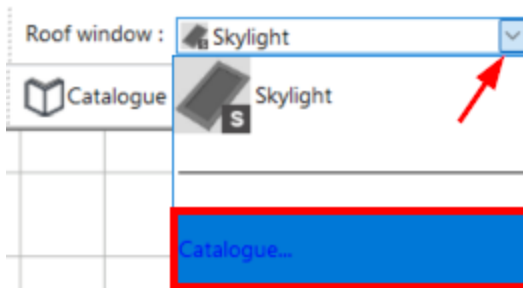 Roof window : Skylight
Catalogue
Skylight
S
Catalogue...